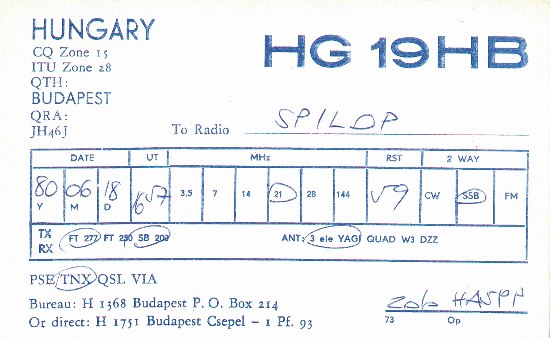 HUNGARY
HG 19HB
CQ Zone 15
ITU Zone 28
QTH:
BUDAPEST
QRA:
JH46J
To Radio SP1LOP
DATE UT MHz RST 2 WAY
80 06 18 3,5 7 14 21 28 144 59 CW SSB FM
Y M D
TX RX FT 277 FT 250 SB 200 ANT: 3 ele YAGI QUAD W3 DZZ
PSE TNX QSL VIA
Bureau: H 1368 Budapest P. O. Box 214
Or direct: H 1751 Budapest Csepel – 1 Pf. 93
73 Op